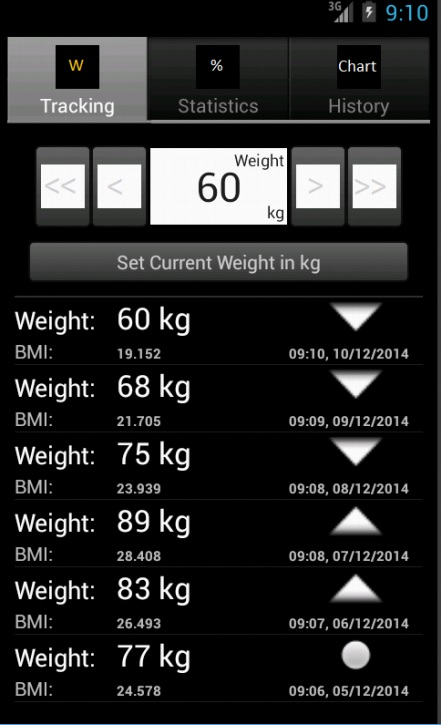 3G 9:10
W % Chart
Tracking Statistics History
Weight
<< < 60 > >>
kg
Set Current Weight in kg
Weight: 60 kg
BMI: 19.152 09:10, 10/12/2014
Weight: 68 kg
BMI: 21.705 09:09, 09/12/2014
Weight: 75 kg
BMI: 23.939 09:08, 08/12/2014
Weight: 89 kg
BMI: 28.408 09:08, 07/12/2014
Weight: 83 kg
BMI: 26.493 09:07, 06/12/2014
Weight: 77 kg
BMI: 24.578 09:06, 05/12/2014